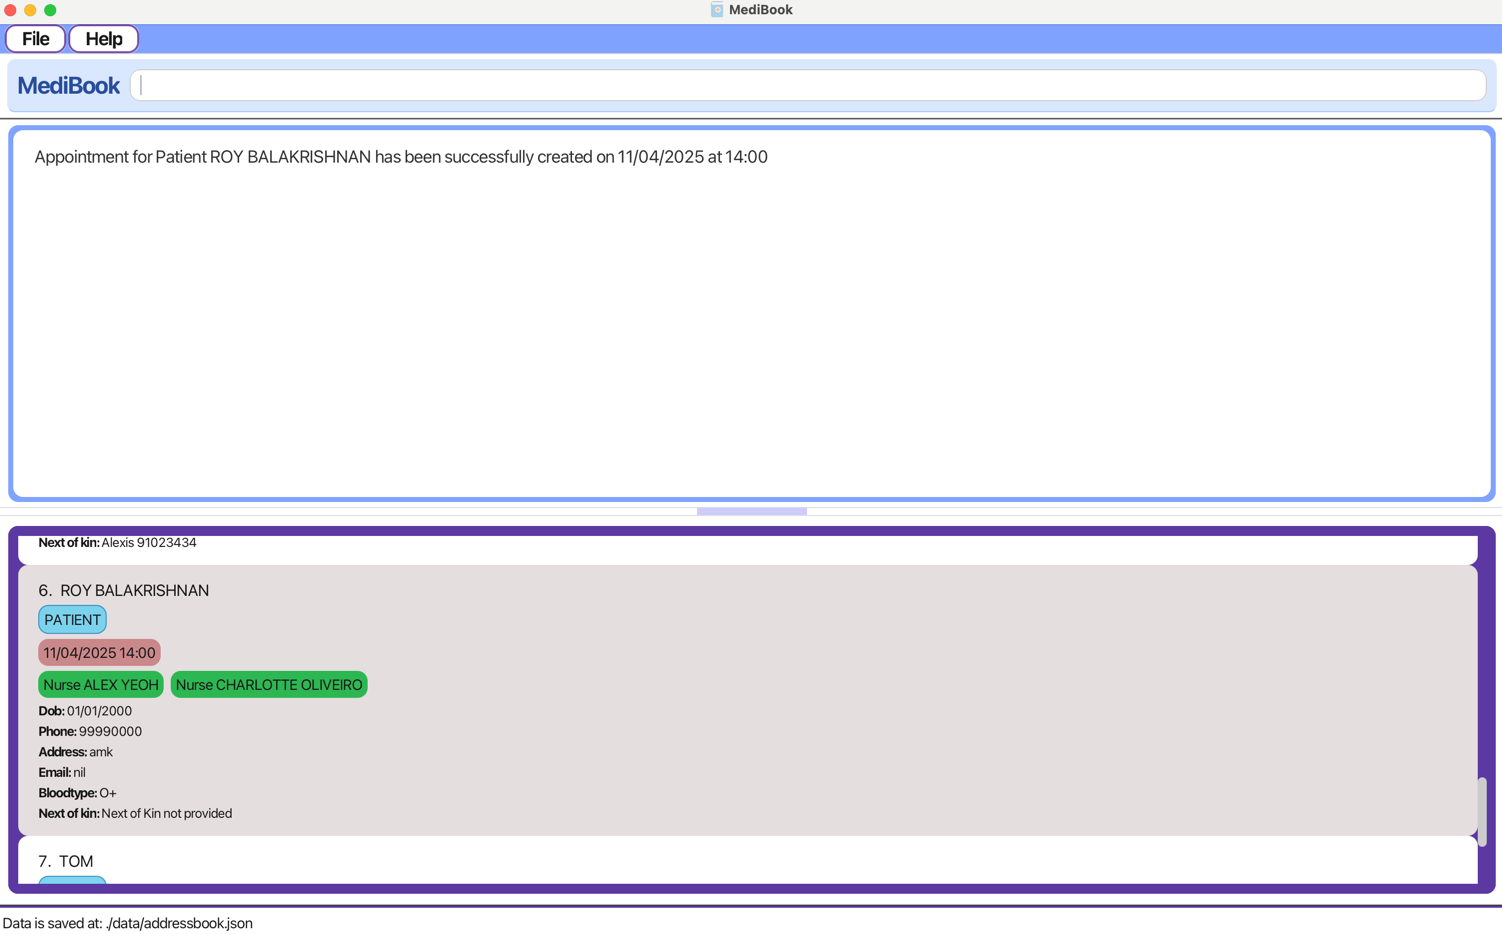 MediBook
File Help
MediBook
Appointment for Patient ROY BALAKRISHNAN has been successfully created on 11/04/2025 at 14:00
Next of kin: Alexis 91023434
6. ROY BALAKRISHNAN
PATIENT
11/04/2025 14:00
Nurse ALEX YEOH Nurse CHARLOTTE OLIVEIRO
Dob: 01/01/2000
Phone: 99990000
Address: amk
Email: nil
Bloodtype: O+
Next of kin: Next of Kin not provided
7. TOM
Data is saved at: ./data/addressbook.json